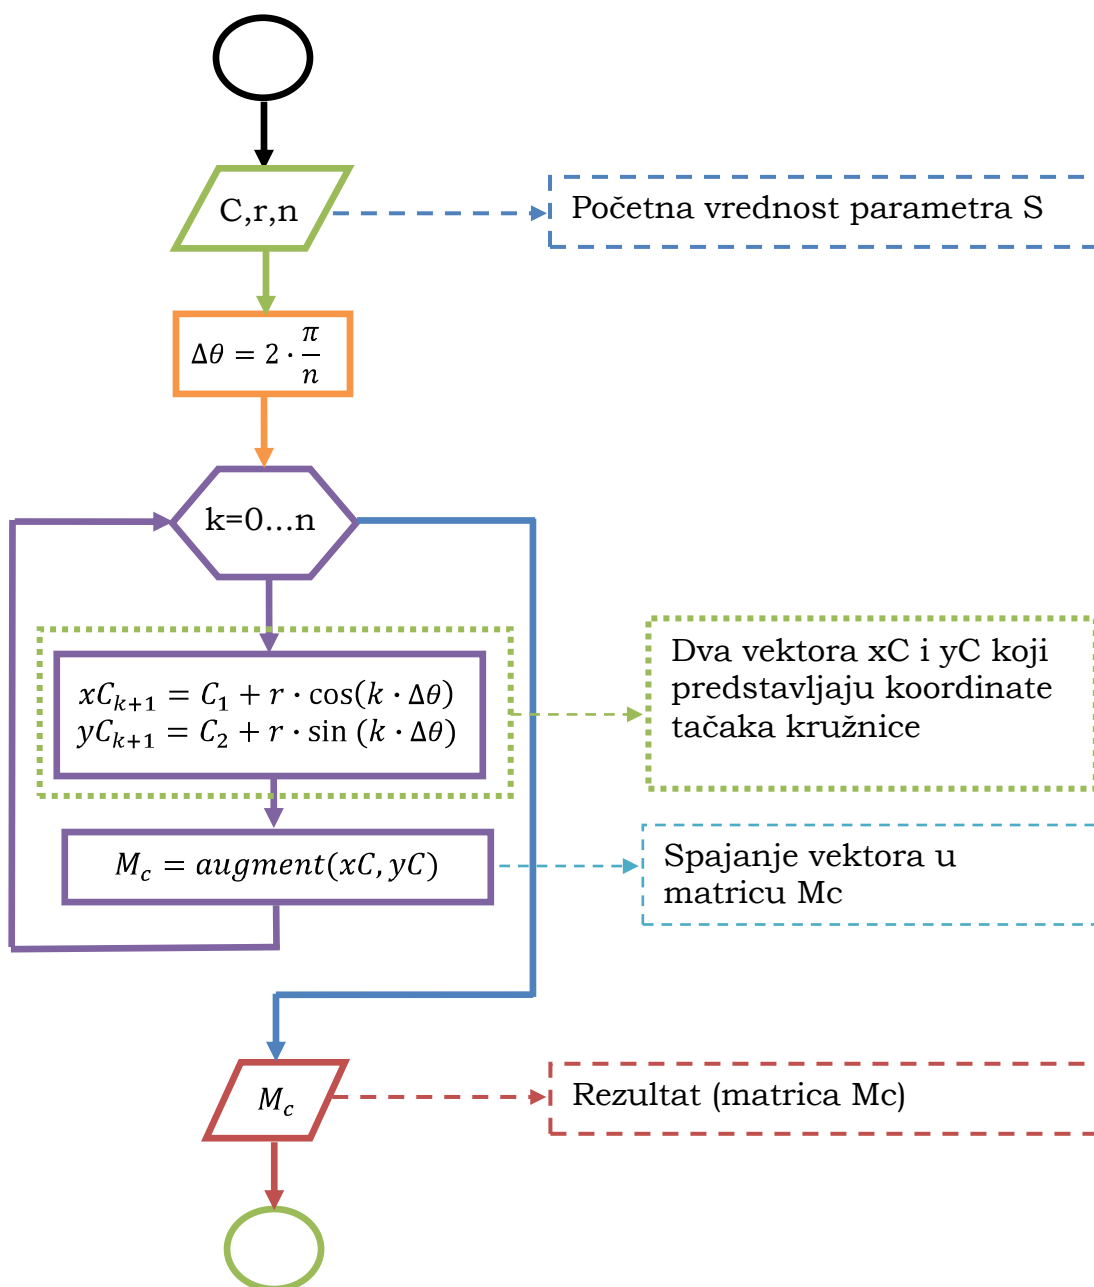 C,r,n
Početna vrednost parametra S
Δθ = 2 · π/n
k=0...n
xC_{k+1} = C_1 + r · cos(k · Δθ)
yC_{k+1} = C_2 + r · sin (k · Δθ)
Dva vektora xC i yC koji
predstavljaju koordinate
tačaka kružnice
M_c = augment(xC, yC)
Spajanje vektora u
matricu Mc
M_c
Rezultat (matrica Mc)